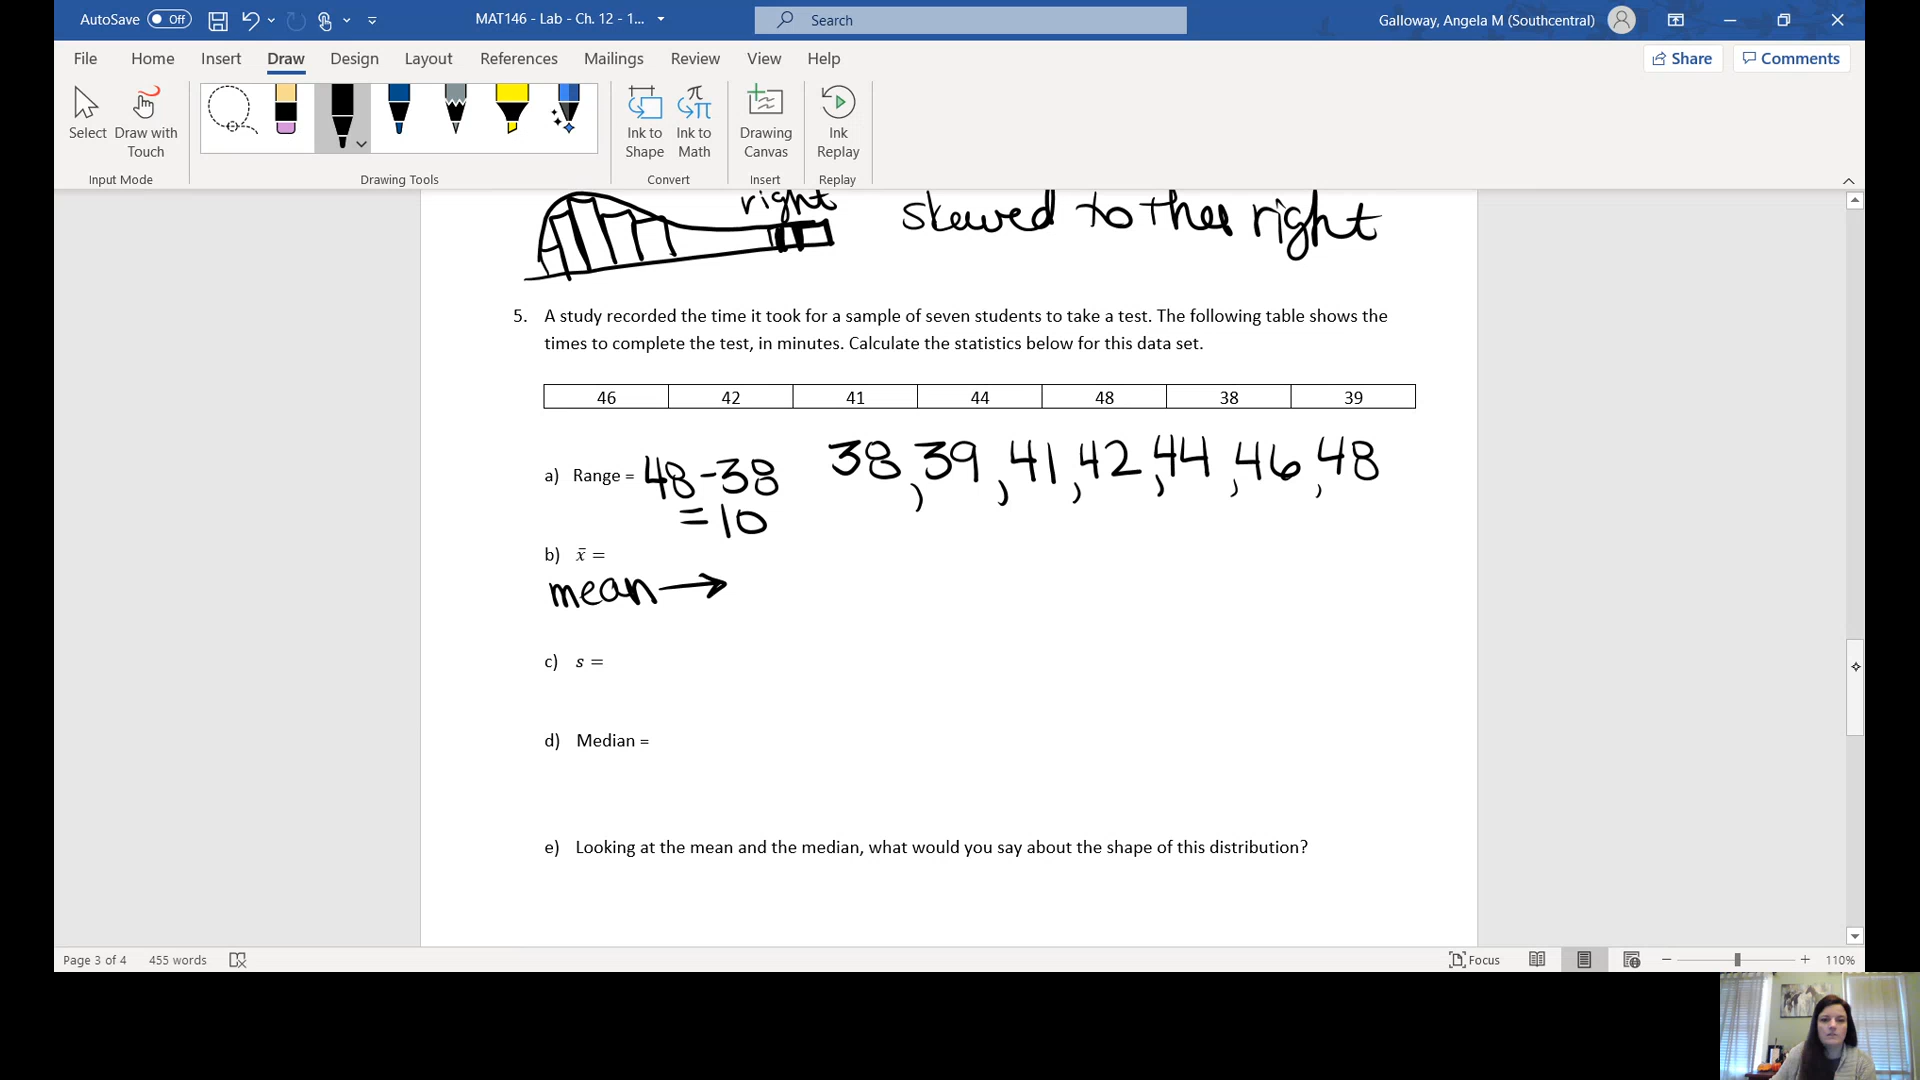 AutoSave Off MAT146 - Lab - Ch. 12 - 1... Search Galloway, Angela M (Southcentral)
File Home Insert Draw Design Layout References Mailings Review View Help Share Comments
Select Draw with Touch Ink to Shape Ink to Math Drawing Canvas Ink Replay
Input Mode Drawing Tools Convert Insert Replay
right skewed to the right
5. A study recorded the time it took for a sample of seven students to take a test. The following table shows the
times to complete the test, in minutes. Calculate the statistics below for this data set.
46 42 41 44 48 38 39
38, 39, 41, 42, 44, 46, 48
a) Range = 48-38
=10
b) x̄ =
mean →
c) s =
d) Median =
e) Looking at the mean and the median, what would you say about the shape of this distribution?
Page 3 of 4 455 words Focus 110%